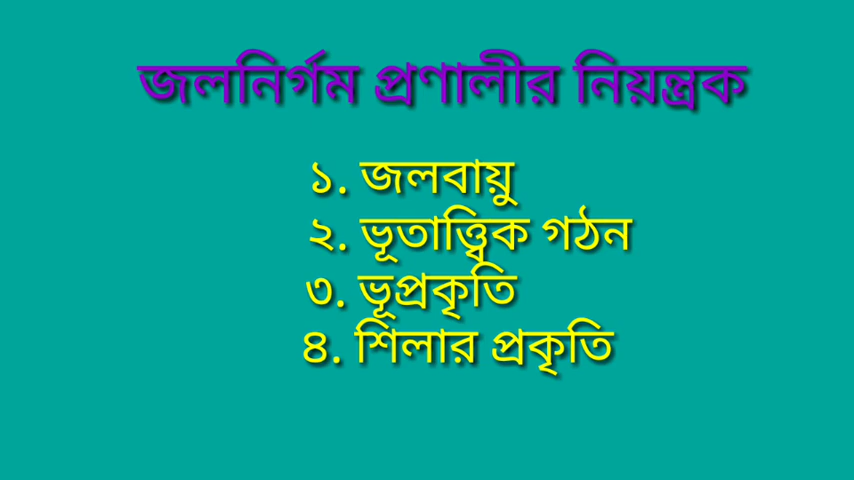 জলনির্গম প্রণালীর নিয়ন্ত্রক
১. জলবায়ু
২. ভূতাত্ত্বিক গঠন
৩. ভূপ্রকৃতি
৪. শিলার প্রকৃতি